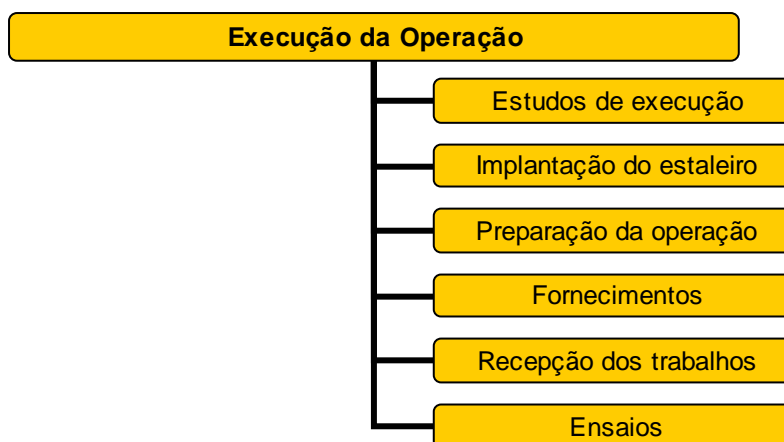 Execução da Operação
Estudos de execução
Implantação do estaleiro
Preparação da operação
Fornecimentos
Recepção dos trabalhos
Ensaios